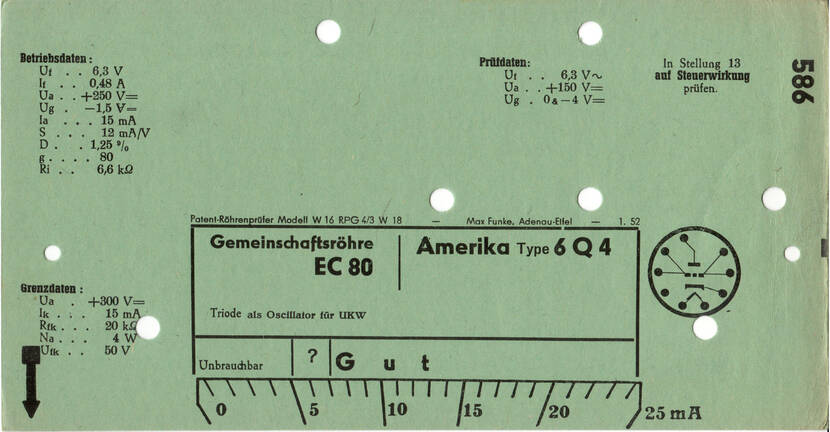 Betriebsdaten:
Uf . . 6,3 V
If . . 0,48 A
Ua . . +250 V=
Ug . –1,5 V=
Ia . . . 15 mA
S . . . 12 mA/V
D . . 1,25 %
g . . . . 80
Ri . . 6,6 kΩ
Prüfdaten:
Uf . . 6,3 V~
Ua . . +150 V=
Ug . 0 & –4 V=
In Stellung 13
auf Steuerwirkung
prüfen.
586
Patent-Röhrenprüfer Modell W 16 RPG 4/3 W 18 — Max Funke, Adenau-Eifel — 1. 52
Gemeinschaftsröhre
EC 80
Amerika Type 6 Q 4
Triode als Oscillator für UKW
Grenzdaten:
Ua . +300 V=
Ik . . 15 mA
Rfk . . 20 kΩ
Na . . . 4 W
Ufk . . 50 V
Unbrauchbar ? Gut
0 5 10 15 20 25 mA